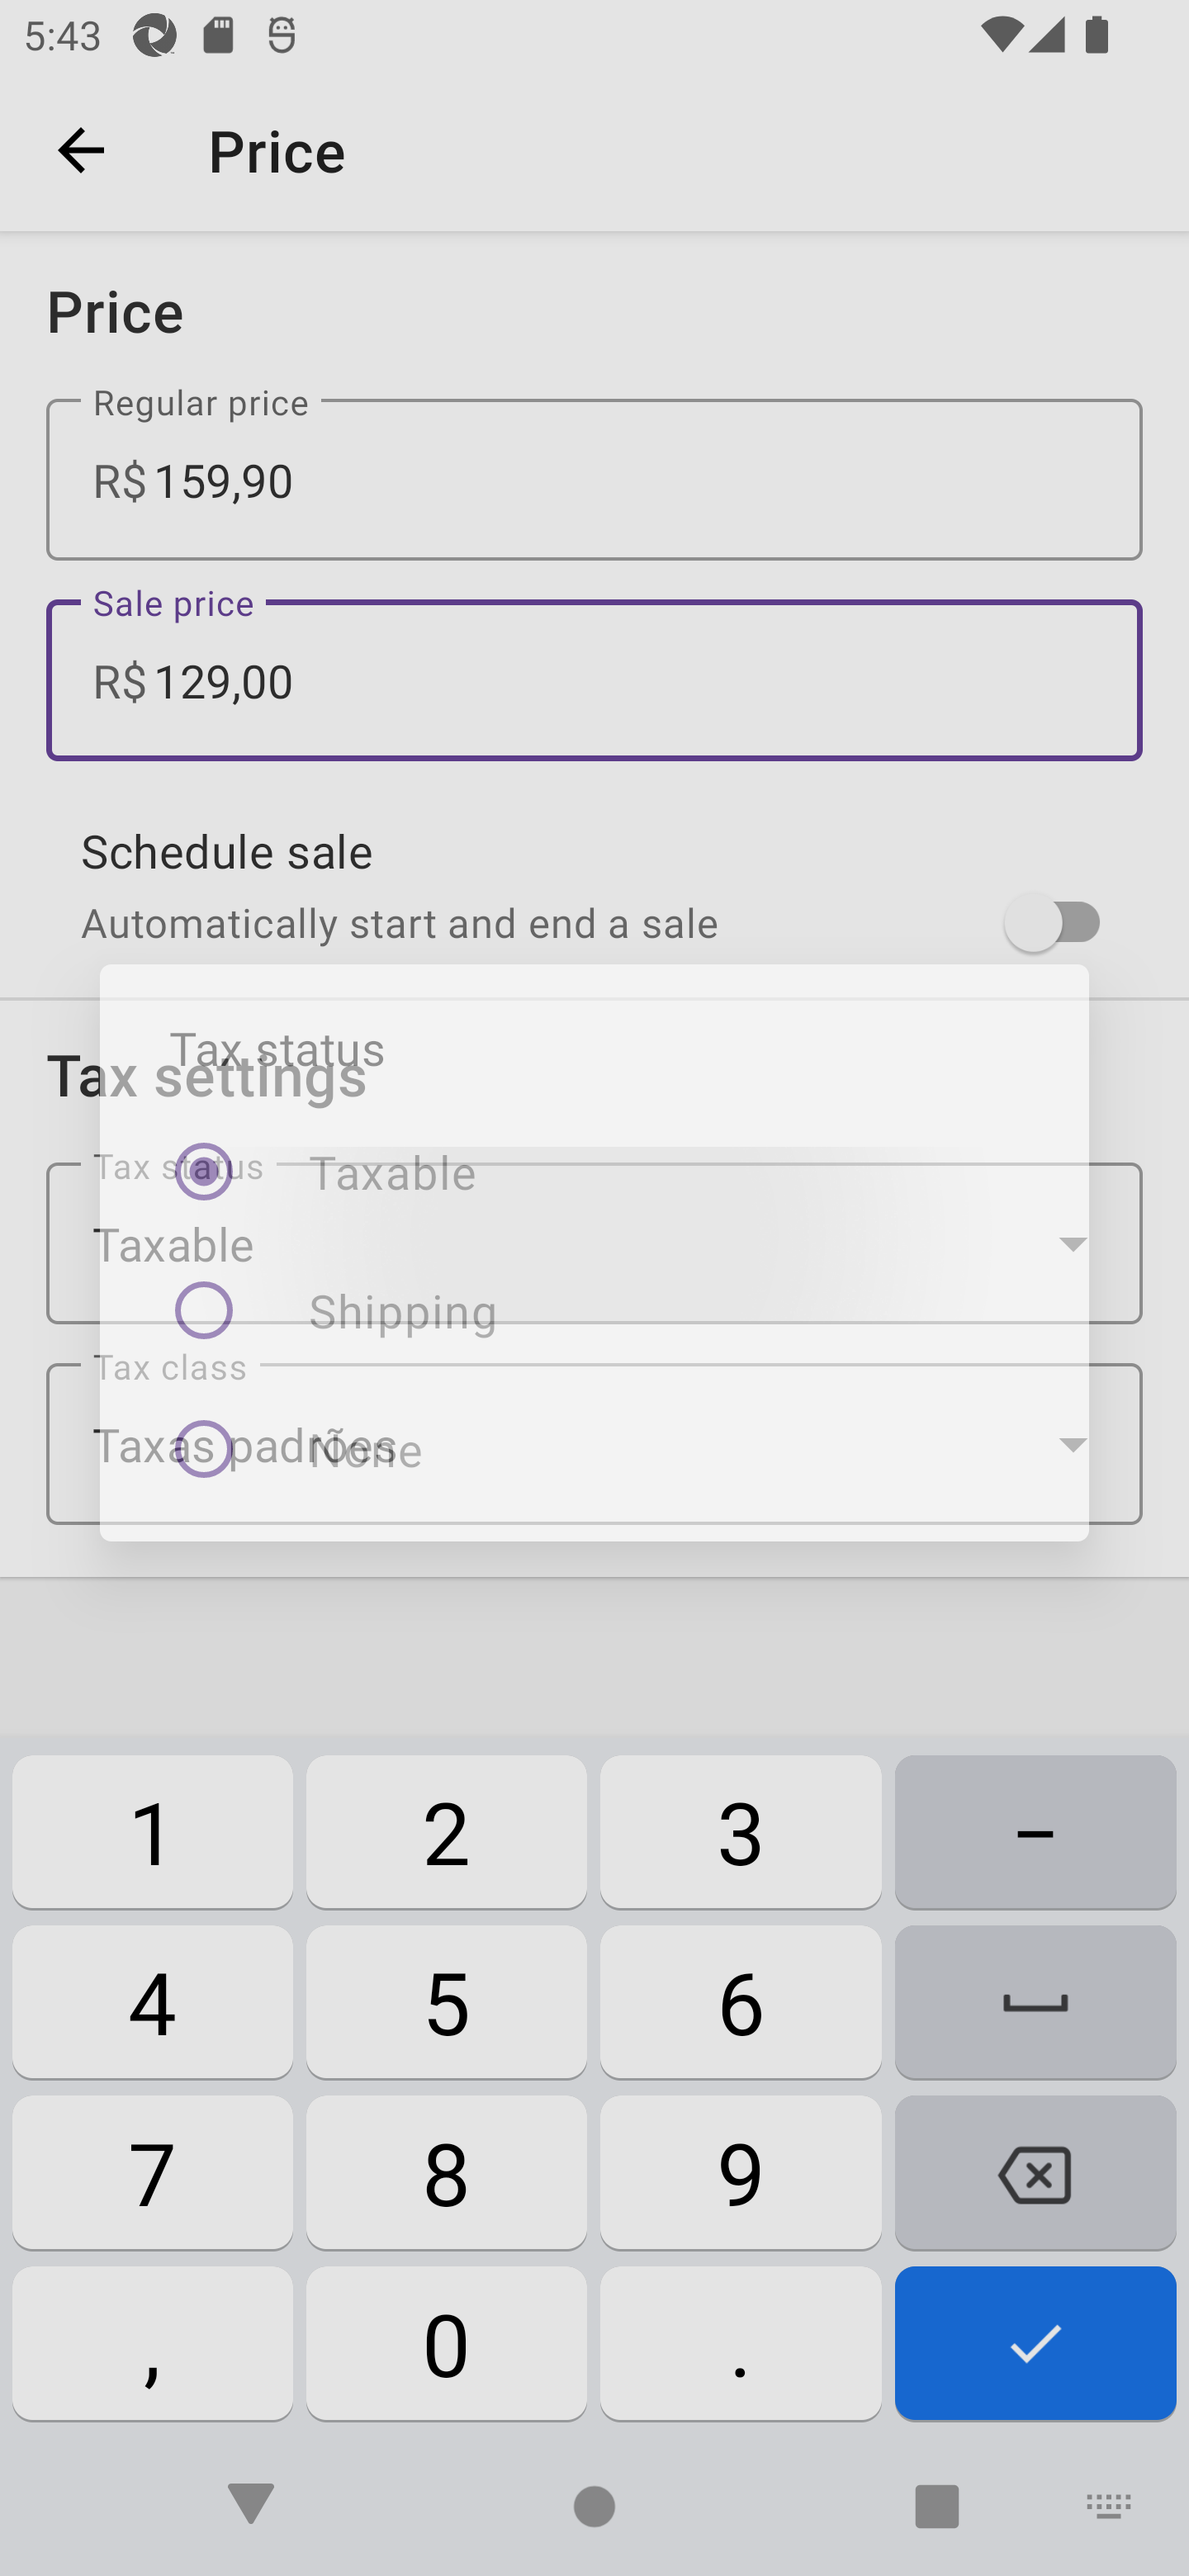 5:43
Price
Price
Regular price
R$ 159,90
Sale price
R$ 129,00
Schedule sale
Automatically start and end a sale
Tax status
Tax settings
Tax status
Taxable
Taxable
Shipping
Tax class
Taxas padrões
None
1 2 3 –
4 5 6
7 8 9
, 0 .